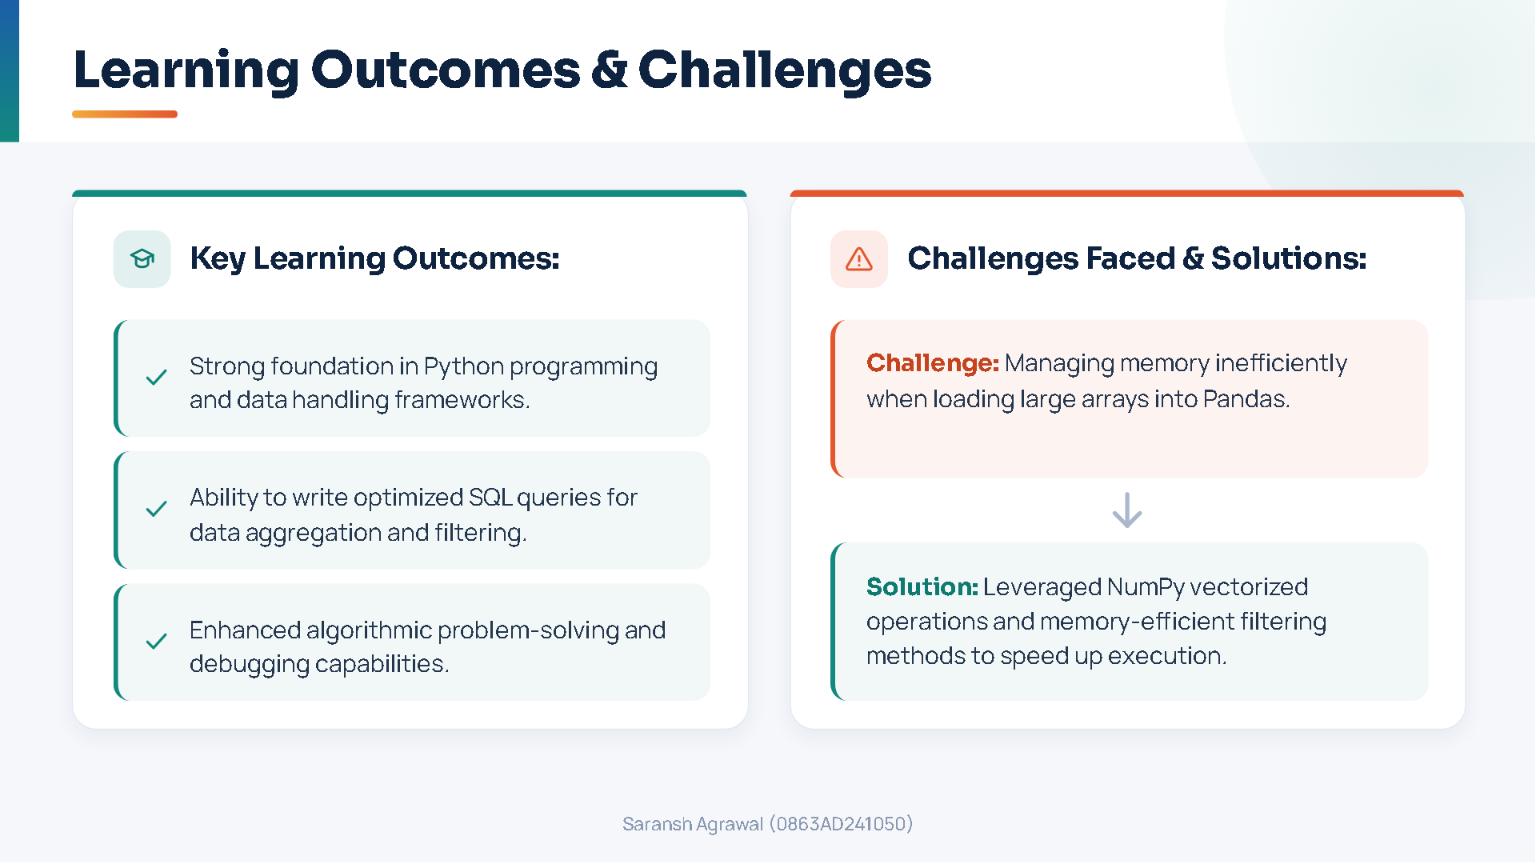 Learning Outcomes & Challenges
Key Learning Outcomes:
Strong foundation in Python programming
and data handling frameworks.
Ability to write optimized SQL queries for
data aggregation and filtering.
Enhanced algorithmic problem-solving and
debugging capabilities.
Challenges Faced & Solutions:
Challenge: Managing memory inefficiently
when loading large arrays into Pandas.
Solution: Leveraged NumPy vectorized
operations and memory-efficient filtering
methods to speed up execution.
Saransh Agrawal (0863AD241050)